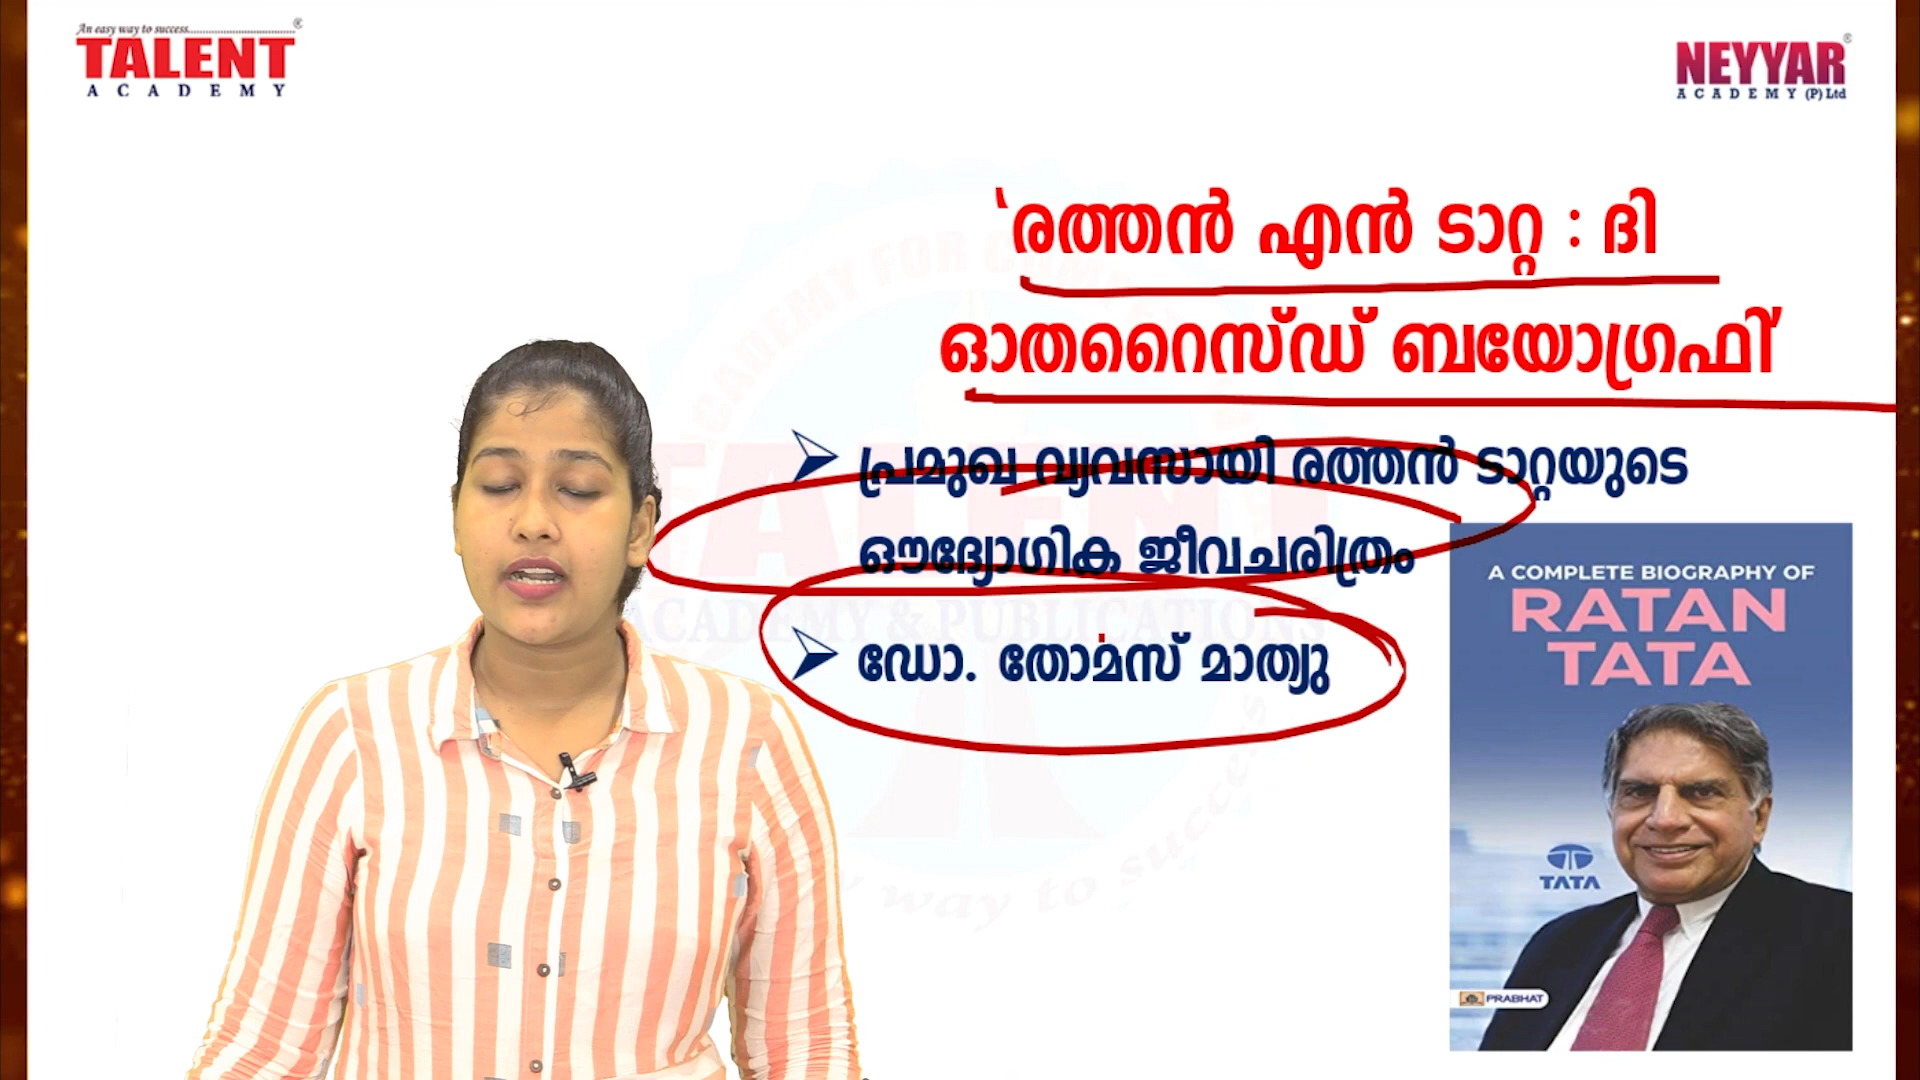 An easy way to success
TALENT
ACADEMY
NEYYAR
ACADEMY (P) Ltd
‘രത്തൻ എൻ ടാറ്റ : ദി
ഓതറൈസ്ഡ് ബയോഗ്രഫി’
പ്രമുഖ വ്യവസായി രത്തൻ ടാറ്റയുടെ
ഔദ്യോഗിക ജീവചരിത്രം
ഡോ. തോമസ് മാത്യു
A COMPLETE BIOGRAPHY OF
RATAN
TATA
TATA
PRABHAT